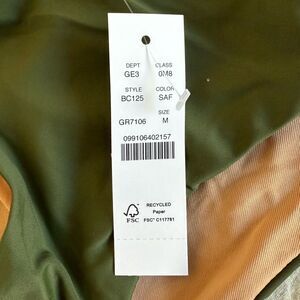 DEPT CLASS
GE3 0M8
STYLE COLOR
BC125 SAF
SIZE
GR7106 M
099106402157
RECYCLED
Paper
FSC FSC® C117781